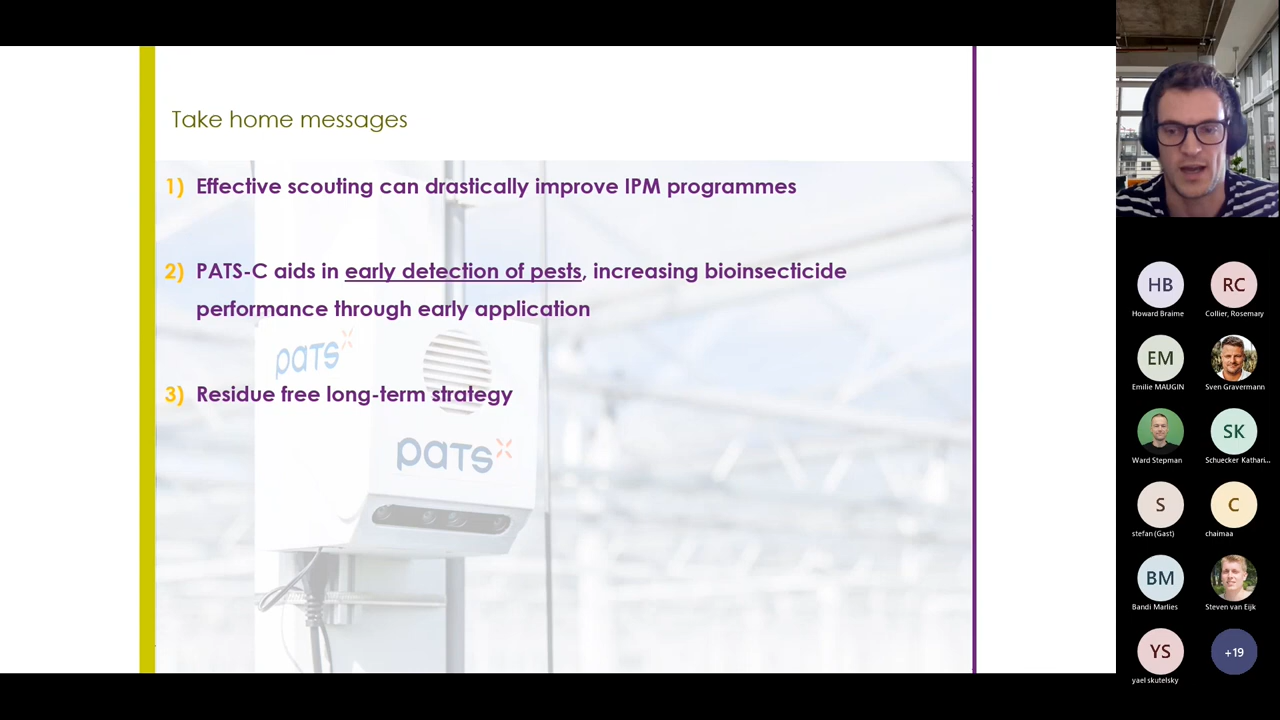 Take home messages
1) Effective scouting can drastically improve IPM programmes
2) PATS-C aids in early detection of pests, increasing bioinsecticide
performance through early application
3) Residue free long-term strategy
PATS
PATS
HB
Howard Braime
RC
Collier, Rosemary
EM
Emilie MAUGIN
Sven Gravermann
Ward Stepman
SK
Schuecker Kathari...
S
stefan (Gast)
C
chaimaa
BM
Bandi Marlies
Steven van Eijk
YS
yael skutelsky
+19